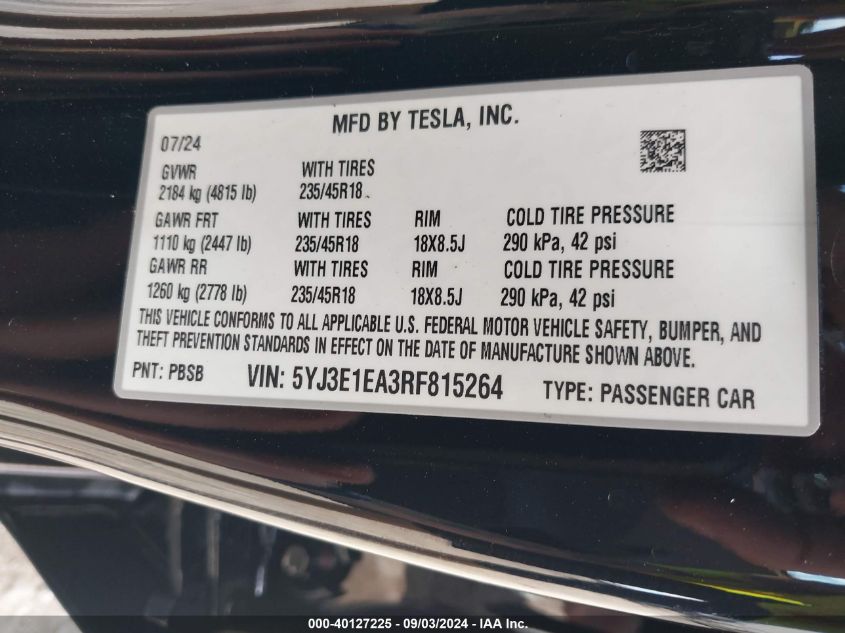 MFD BY TESLA, INC.
07/24
GVWR WITH TIRES
2184 kg (4815 lb) 235/45R18
GAWR FRT WITH TIRES RIM COLD TIRE PRESSURE
1110 kg (2447 lb) 235/45R18 18X8.5J 290 kPa, 42 psi
GAWR RR WITH TIRES RIM COLD TIRE PRESSURE
1260 kg (2778 lb) 235/45R18 18X8.5J 290 kPa, 42 psi
THIS VEHICLE CONFORMS TO ALL APPLICABLE U.S. FEDERAL MOTOR VEHICLE SAFETY, BUMPER, AND
THEFT PREVENTION STANDARDS IN EFFECT ON THE DATE OF MANUFACTURE SHOWN ABOVE.
PNT: PBSB VIN: 5YJ3E1EA3RF815264 TYPE: PASSENGER CAR
000-40127225 - 09/03/2024 - IAA Inc.